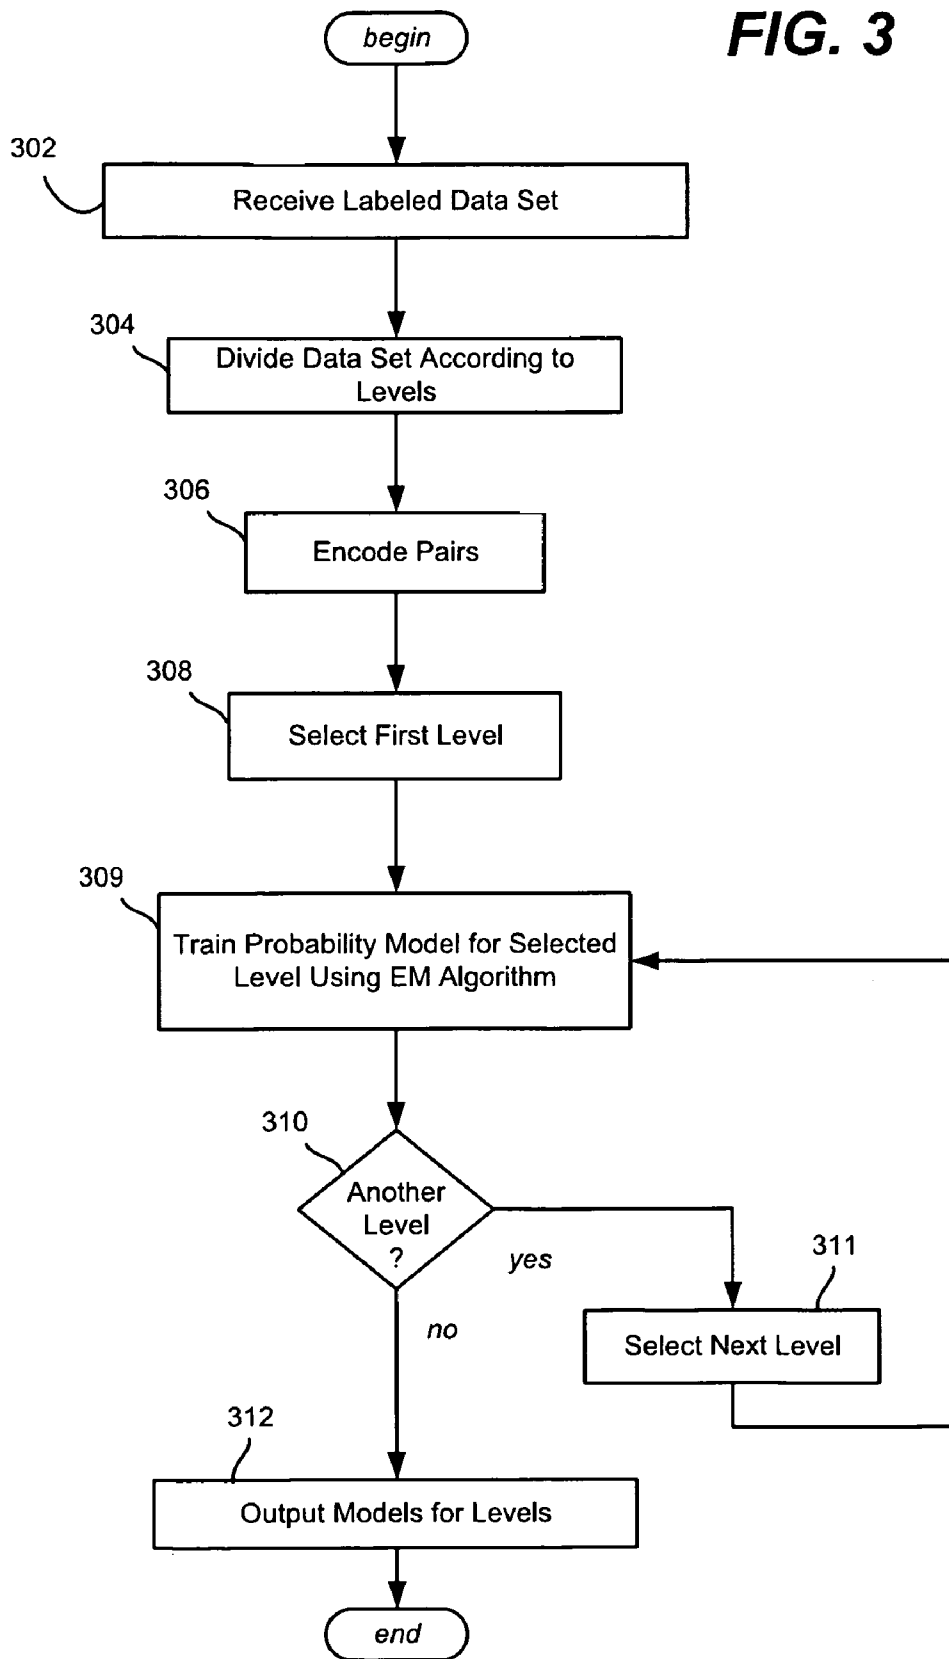 begin
FIG. 3
302
Receive Labeled Data Set
304
Divide Data Set According to
Levels
306
Encode Pairs
308
Select First Level
309
Train Probability Model for Selected
Level Using EM Algorithm
310
Another
Level
?
yes
no
311
Select Next Level
312
Output Models for Levels
end